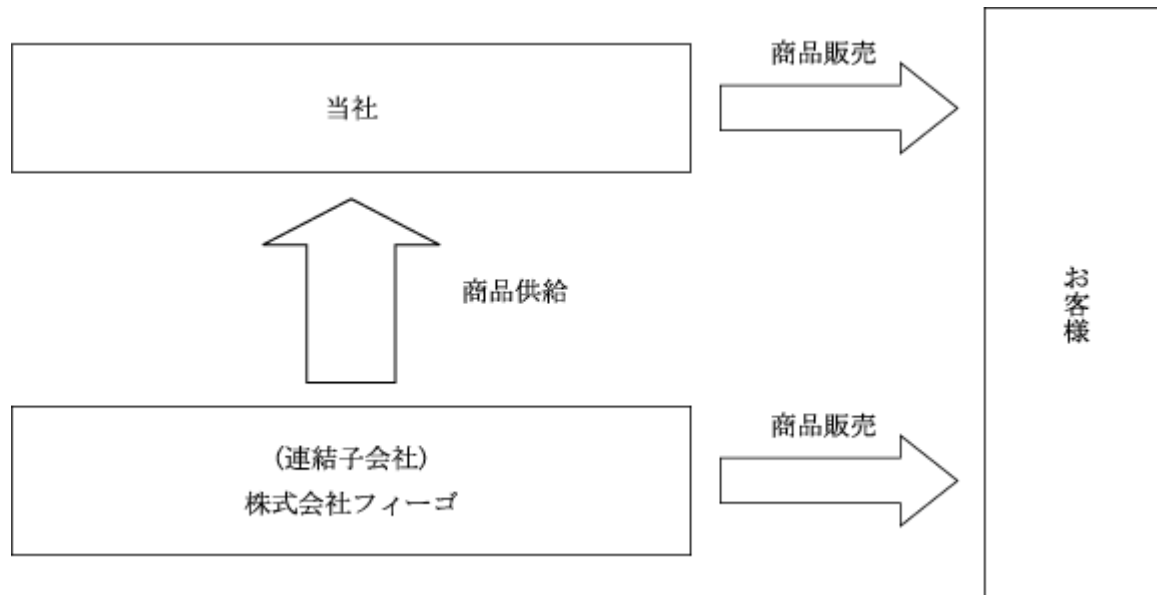 当社
商品販売
商品供給
(連結子会社)
株式会社フィーゴ
商品販売
お客様